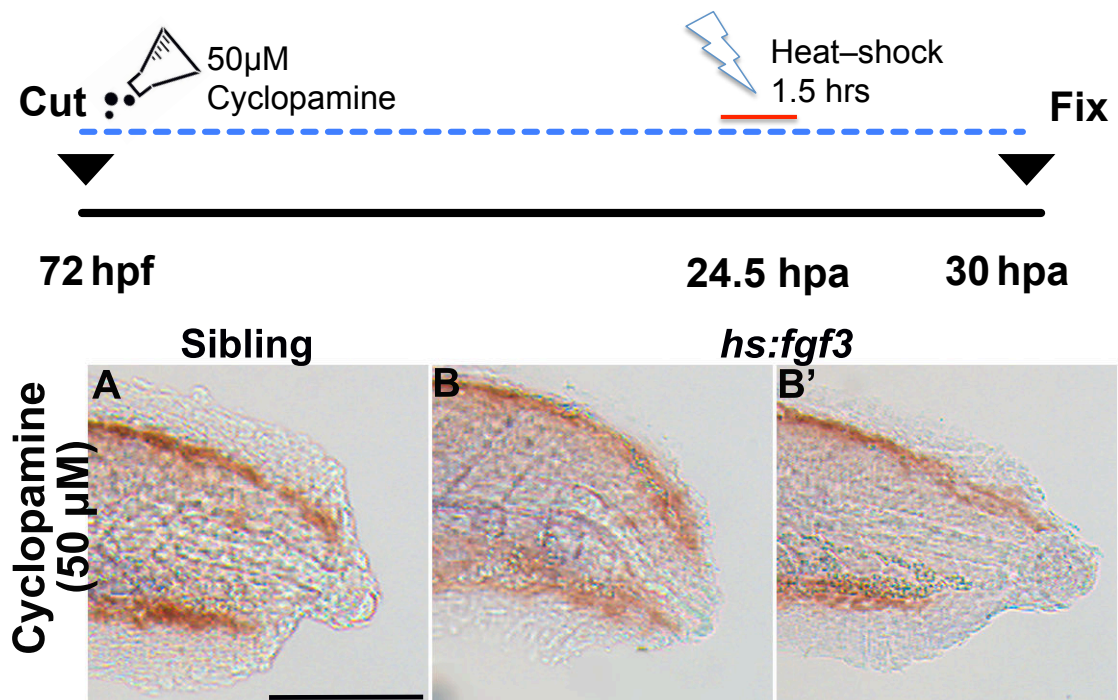 50µM
Cyclopamine
Cut
Heat–shock
1.5 hrs
Fix
72 hpf
24.5 hpa
30 hpa
Sibling
hs:fgf3
Cyclopamine
(50 µM)
A
B
B’